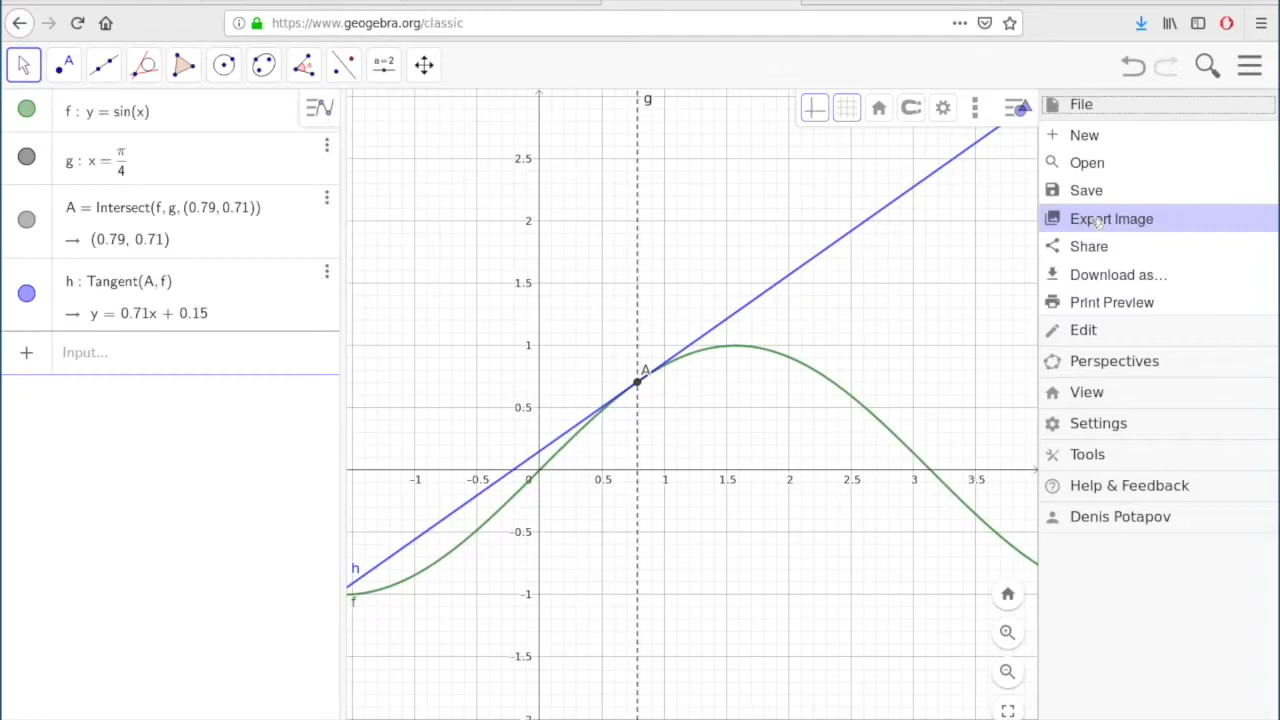 https://www.geogebra.org/classic
A
a=2
f : y = sin(x)
g : x = π/4
A = Intersect(f, g, (0.79, 0.71))
→ (0.79, 0.71)
h : Tangent(A, f)
→ y = 0.71x + 0.15
+ Input...
g
2.5
2
1.5
1
A
0.5
-1 -0.5 0 0.5 1 1.5 2 2.5 3 3.5
-0.5
h
-1
f
-1.5
-2
File
New
Open
Save
Export Image
Share
Download as...
Print Preview
Edit
Perspectives
View
Settings
Tools
Help & Feedback
Denis Potapov